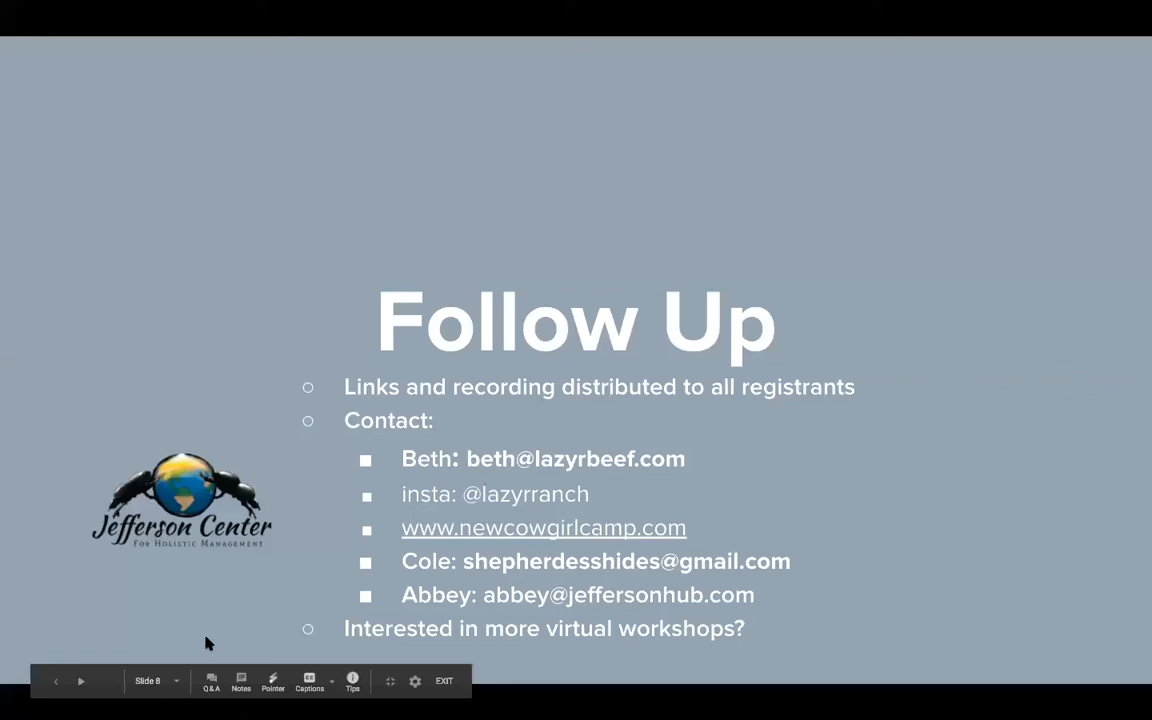 Follow Up
○ Links and recording distributed to all registrants
○ Contact:
■ Beth: beth@lazyrbeef.com
■ insta: @lazyrranch
■ www.newcowgirlcamp.com
■ Cole: shepherdesshides@gmail.com
■ Abbey: abbey@jeffersonhub.com
○ Interested in more virtual workshops?
Jefferson Center
For Holistic Management
Slide 8 Q&A Notes Pointer Captions Tips EXIT